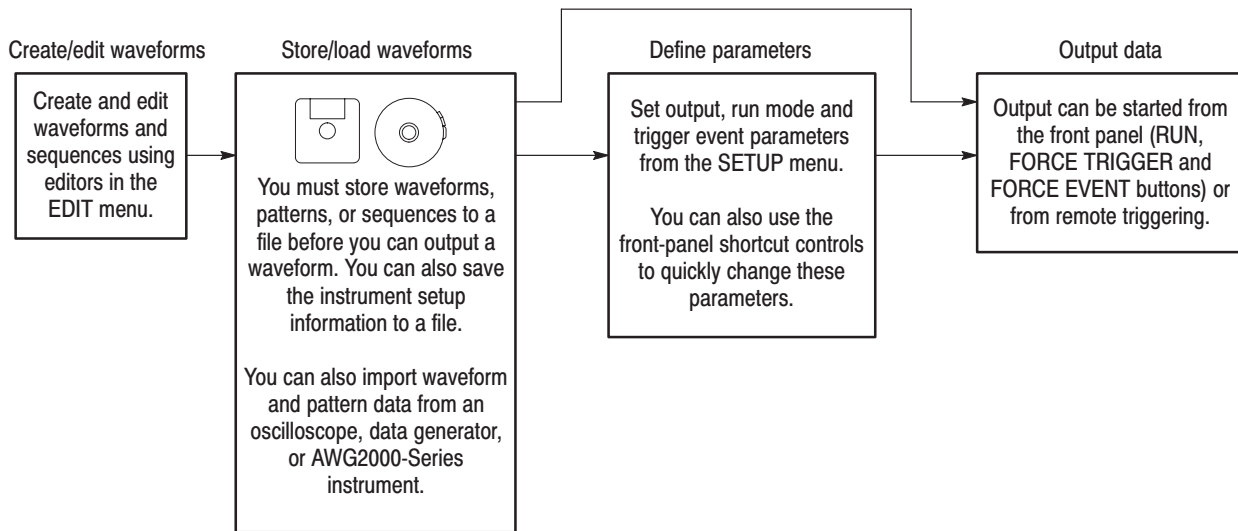 Create/edit waveforms
Create and edit
waveforms and
sequences using
editors in the
EDIT menu.
Store/load waveforms
You must store waveforms,
patterns, or sequences to a
file before you can output a
waveform. You can also save
the instrument setup
information to a file.
You can also import waveform
and pattern data from an
oscilloscope, data generator,
or AWG2000-Series
instrument.
Define parameters
Set output, run mode and
trigger event parameters
from the SETUP menu.
You can also use the
front-panel shortcut controls
to quickly change these
parameters.
Output data
Output can be started from
the front panel (RUN,
FORCE TRIGGER and
FORCE EVENT buttons) or
from remote triggering.